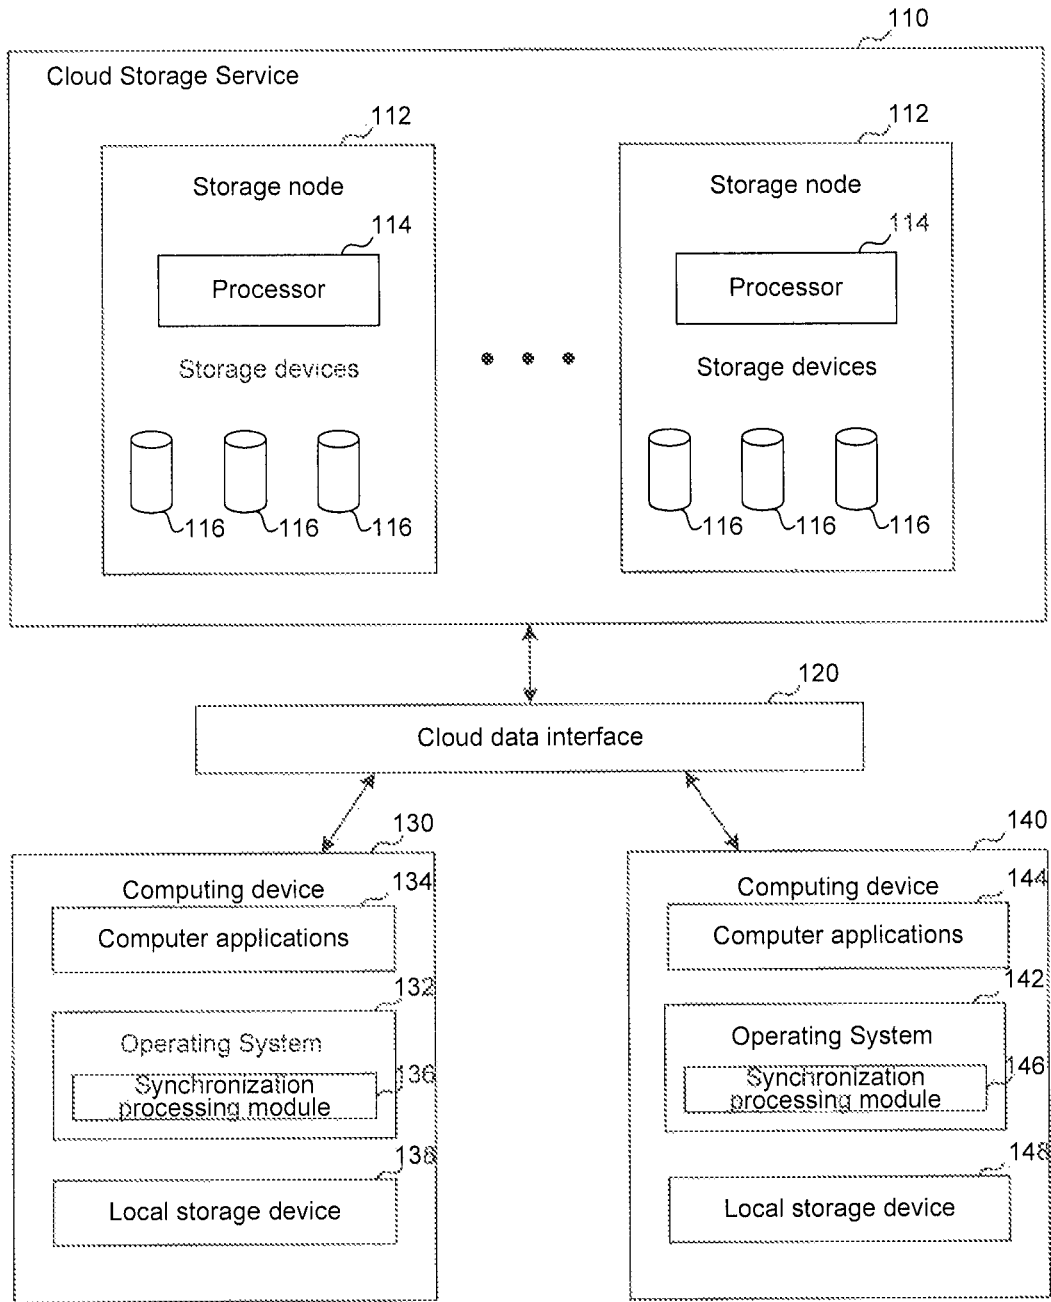 110
Cloud Storage Service
112 112
Storage node Storage node
114 114
Processor Processor
Storage devices Storage devices
116 116 116 116 116 116
120
Cloud data interface
130 140
Computing device Computing device
134 144
Computer applications Computer applications
132 142
Operating System Operating System
136 146
Synchronization Synchronization
processing module processing module
138 148
Local storage device Local storage device